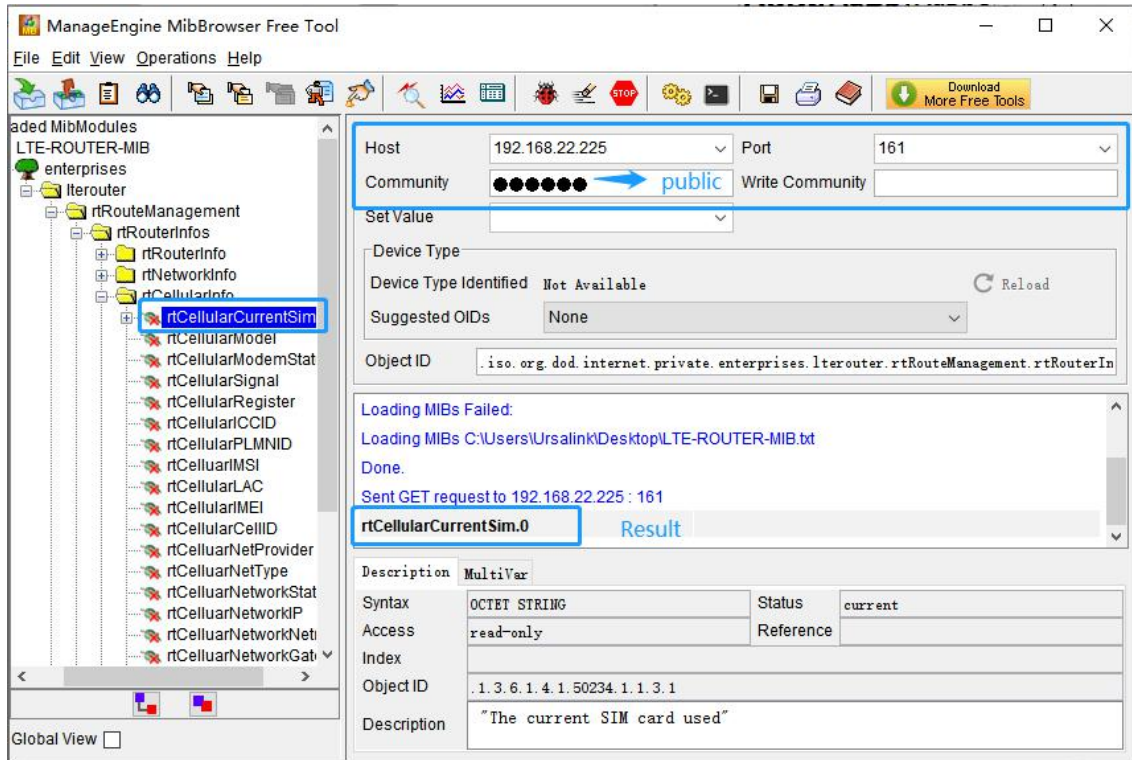 ManageEngine MibBrowser Free Tool
File Edit View Operations Help
STOP
Download
More Free Tools
aded MibModules
LTE-ROUTER-MIB
enterprises
lterouter
rtRouteManagement
rtRouterInfos
rtRouterInfo
rtNetworkInfo
rtCellularInfo
rtCellularCurrentSim
rtCellularModel
rtCellularModemStat
rtCellularSignal
rtCellularRegister
rtCellularICCID
rtCellularPLMNID
rtCelluarIMSI
rtCellularLAC
rtCellularIMEI
rtCellularCellID
rtCelluarNetProvider
rtCelluarNetType
rtCelluarNetworkStat
rtCelluarNetworkIP
rtCelluarNetworkNet
rtCelluarNetworkGat
Global View
Host 192.168.22.225 Port 161
Community ●●●●●● public Write Community
Set Value
Device Type
Device Type Identified Not Available Reload
Suggested OIDs None
Object ID .iso.org.dod.internet.private.enterprises.lterouter.rtRouteManagement.rtRouterIn
Loading MIBs Failed:
Loading MIBs C:\Users\Ursalink\Desktop\LTE-ROUTER-MIB.txt
Done.
Sent GET request to 192.168.22.225 : 161
rtCellularCurrentSim.0 Result
Description MultiVar
Syntax OCTET STRING Status current
Access read-only Reference
Index
Object ID .1.3.6.1.4.1.50234.1.1.3.1
Description "The current SIM card used"